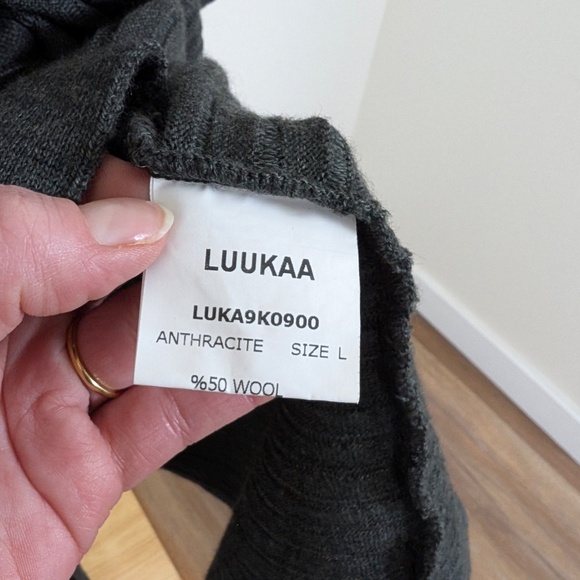 LUUKAA
LUKA9K0900
ANTHRACITE SIZE L
%50 WOOL